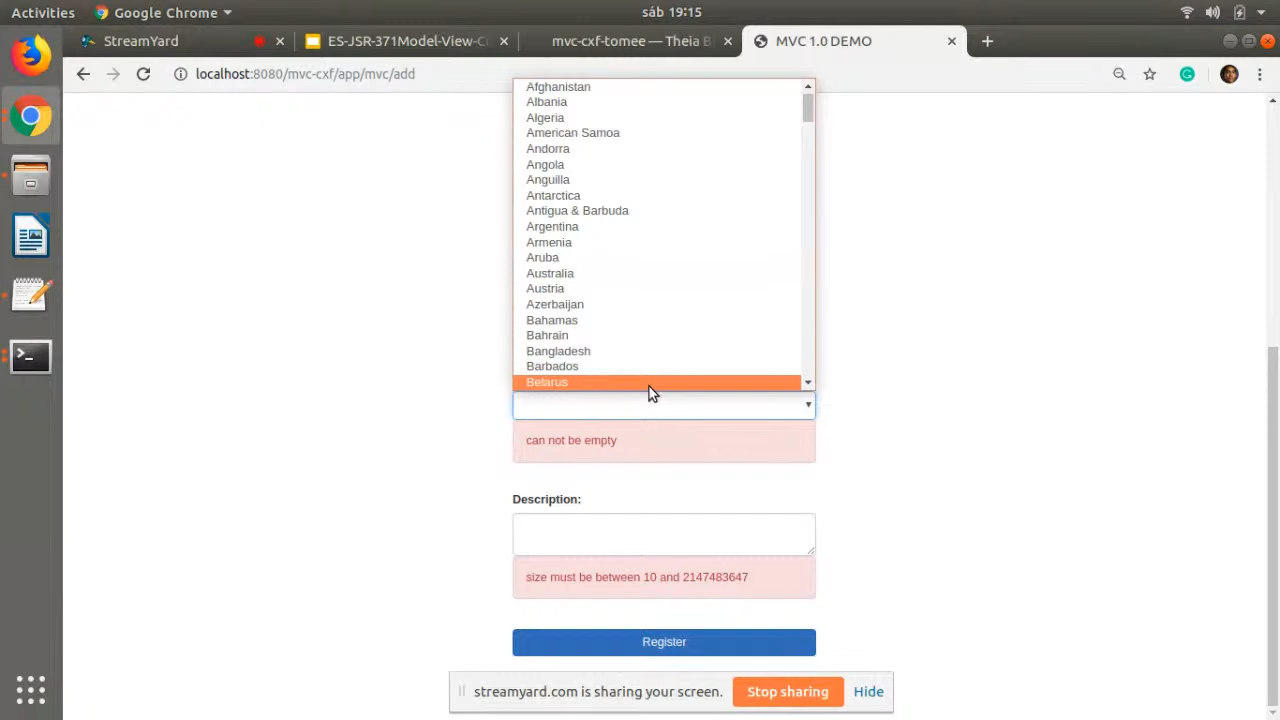 Activities
Google Chrome
sáb 19:15
StreamYard
ES-JSR-371Model-View-C
mvc-cxf-tomee — Theia B
MVC 1.0 DEMO
localhost:8080/mvc-cxf/app/mvc/add
Afghanistan
Albania
Algeria
American Samoa
Andorra
Angola
Anguilla
Antarctica
Antigua & Barbuda
Argentina
Armenia
Aruba
Australia
Austria
Azerbaijan
Bahamas
Bahrain
Bangladesh
Barbados
Belarus
can not be empty
Description:
size must be between 10 and 2147483647
Register
streamyard.com is sharing your screen.
Stop sharing
Hide